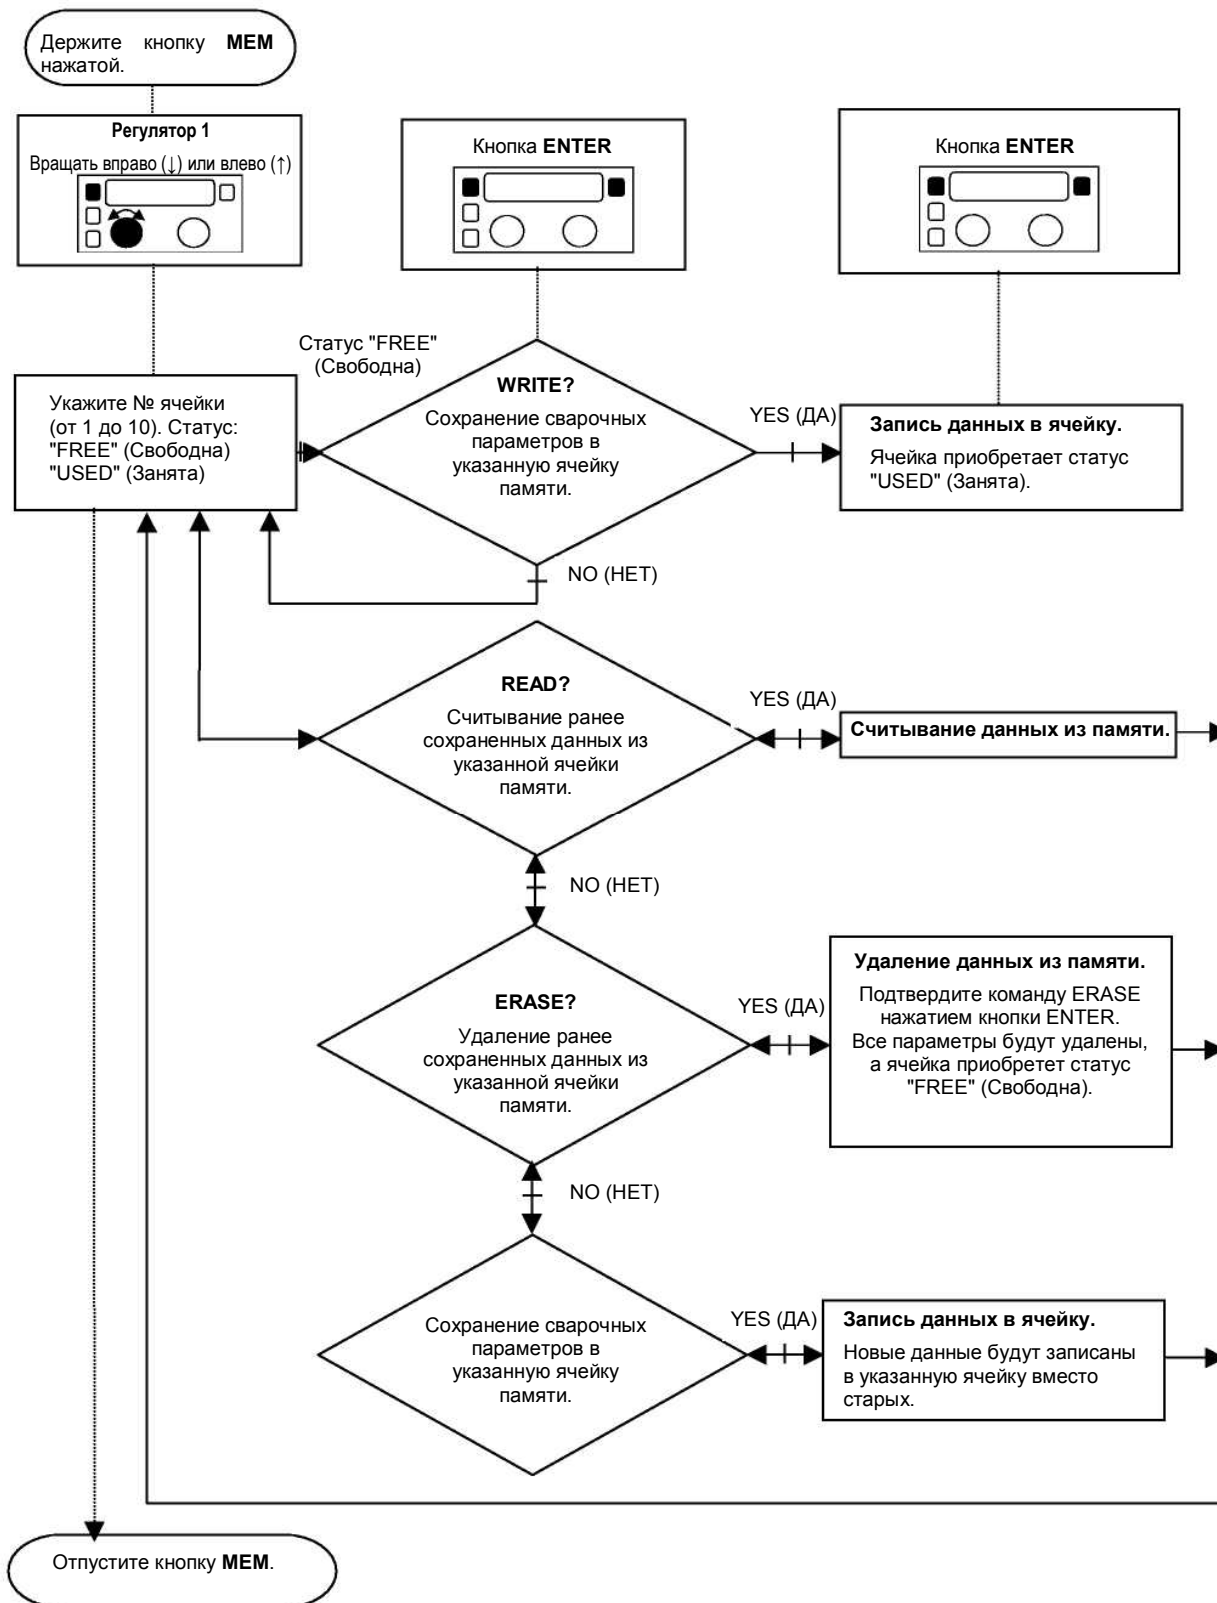 Держите кнопку MEM
нажатой.
Регулятор 1
Вращать вправо (↓) или влево (↑)
Кнопка ENTER
Кнопка ENTER
Статус "FREE"
(Свободна)
Укажите № ячейки
(от 1 до 10). Статус:
"FREE" (Свободна)
"USED" (Занята)
WRITE?
Сохранение сварочных
параметров в
указанную ячейку
памяти.
YES (ДА)
Запись данных в ячейку.
Ячейка приобретает статус
"USED" (Занята).
NO (НЕТ)
READ?
Считывание ранее
сохраненных данных из
указанной ячейки
памяти.
YES (ДА)
Считывание данных из памяти.
NO (НЕТ)
ERASE?
Удаление ранее
сохраненных данных из
указанной ячейки
памяти.
YES (ДА)
Удаление данных из памяти.
Подтвердите команду ERASE
нажатием кнопки ENTER.
Все параметры будут удалены,
а ячейка приобретет статус
"FREE" (Свободна).
NO (НЕТ)
Сохранение сварочных
параметров в
указанную ячейку
памяти.
YES (ДА)
Запись данных в ячейку.
Новые данные будут записаны
в указанную ячейку вместо
старых.
Отпустите кнопку MEM.